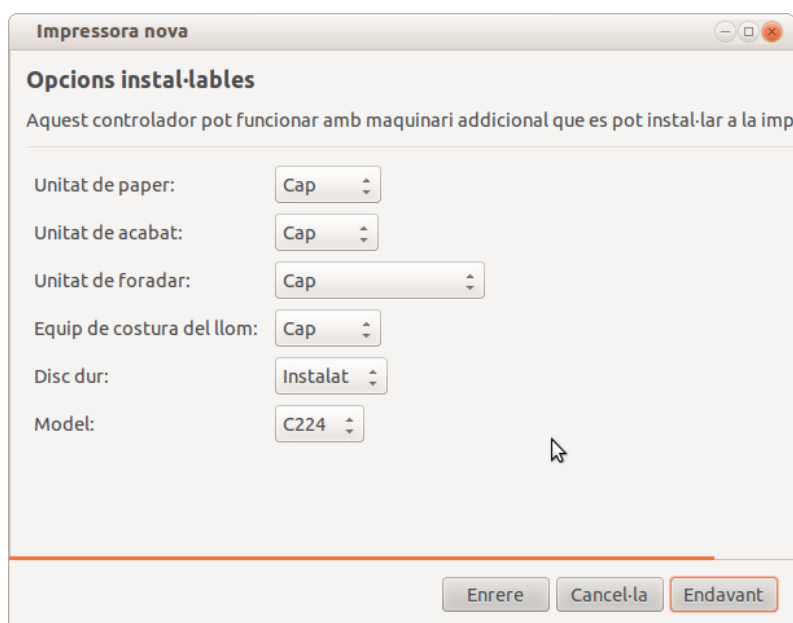 Impressora nova
Opcions instal·lables
Aquest controlador pot funcionar amb maquinari addicional que es pot instal·lar a la imp
Unitat de paper: Cap
Unitat de acabat: Cap
Unitat de foradar: Cap
Equip de costura del llom: Cap
Disc dur: Instalat
Model: C224
Enrere Cancel·la Endavant